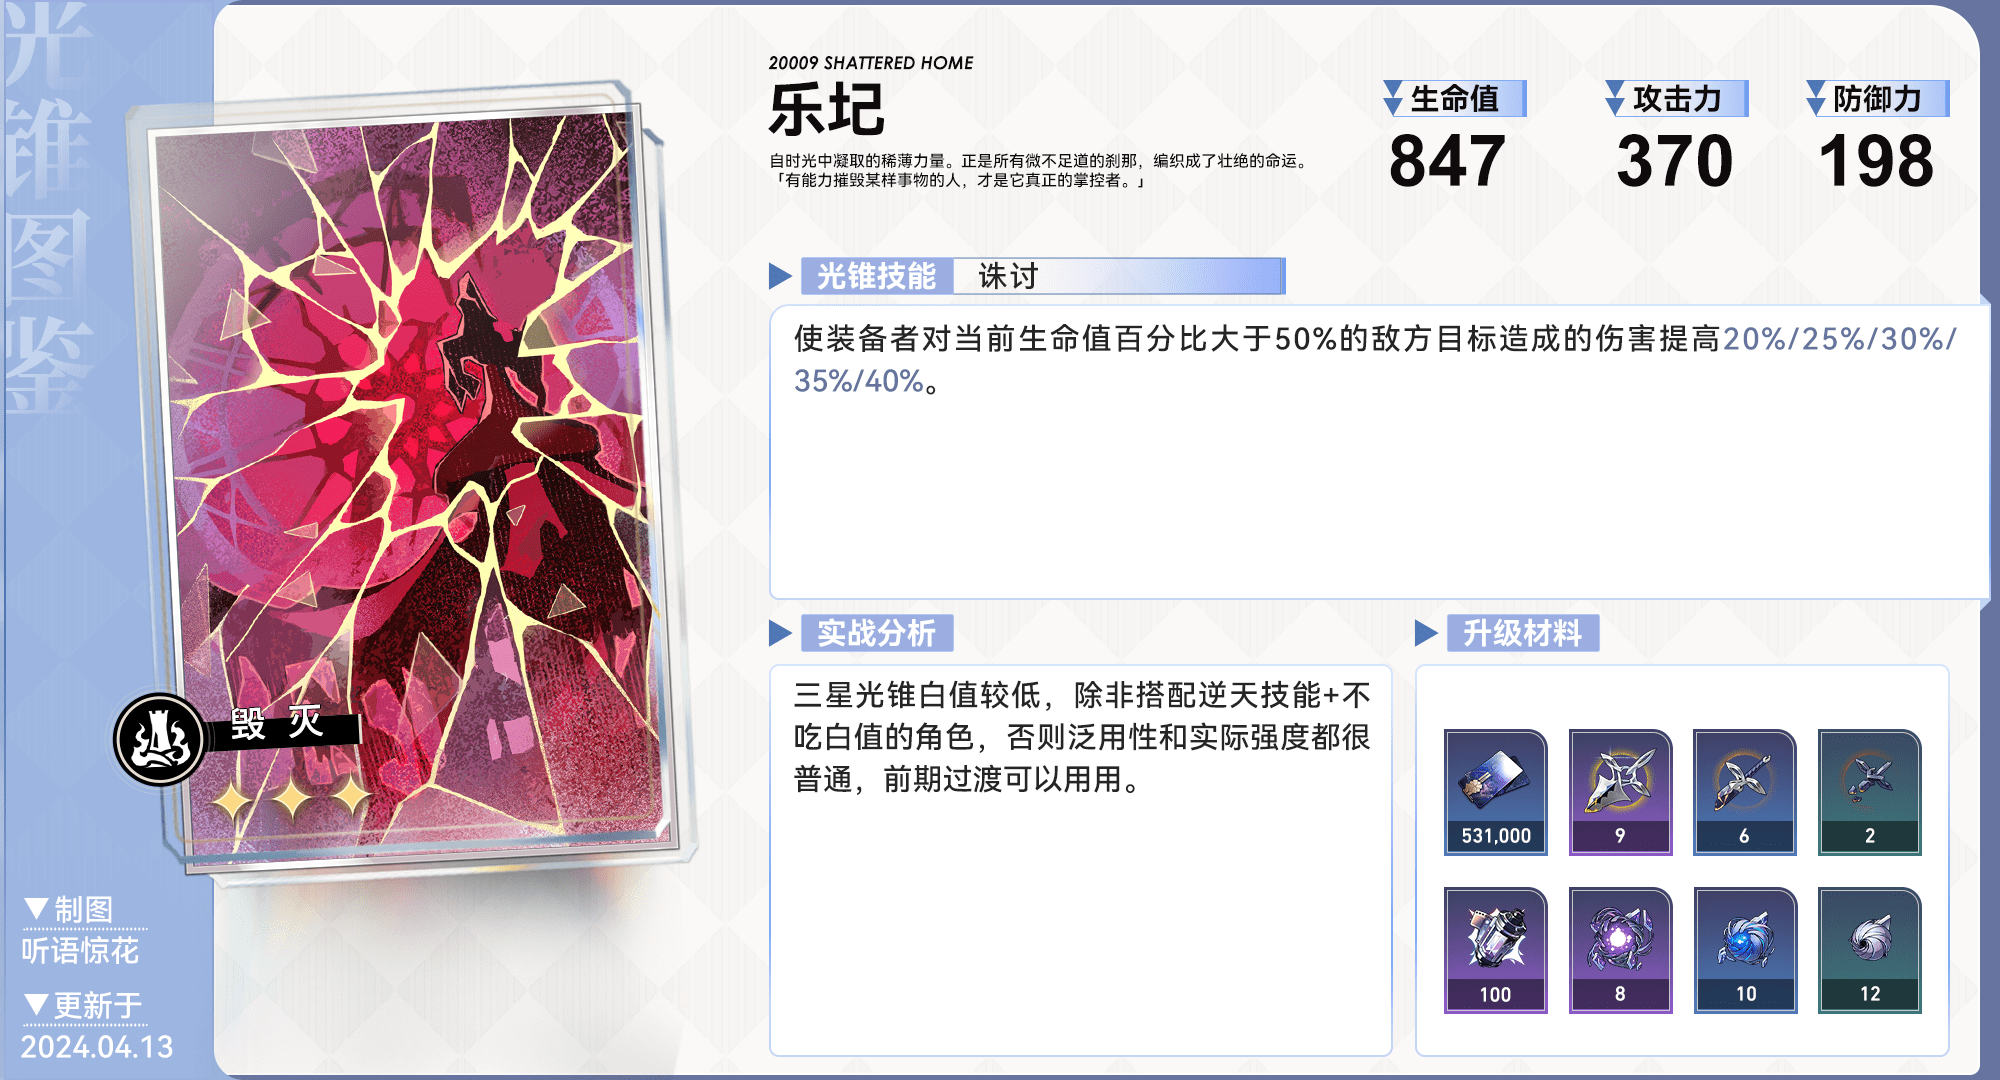 光锥图鉴
20009 SHATTERED HOME
乐圮
自时光中凝取的稀薄力量。正是所有微不足道的刹那，编织成了壮绝的命运。
「有能力摧毁某样事物的人，才是它真正的掌控者。」
生命值
847
攻击力
370
防御力
198
光锥技能
诛讨
使装备者对当前生命值百分比大于50%的敌方目标造成的伤害提高20%/25%/30%/
35%/40%。
毁灭
实战分析
三星光锥白值较低，除非搭配逆天技能+不
吃白值的角色，否则泛用性和实际强度都很
普通，前期过渡可以用用。
升级材料
531,000
9
6
2
100
8
10
12
▼制图
听语惊花
▼更新于
2024.04.13